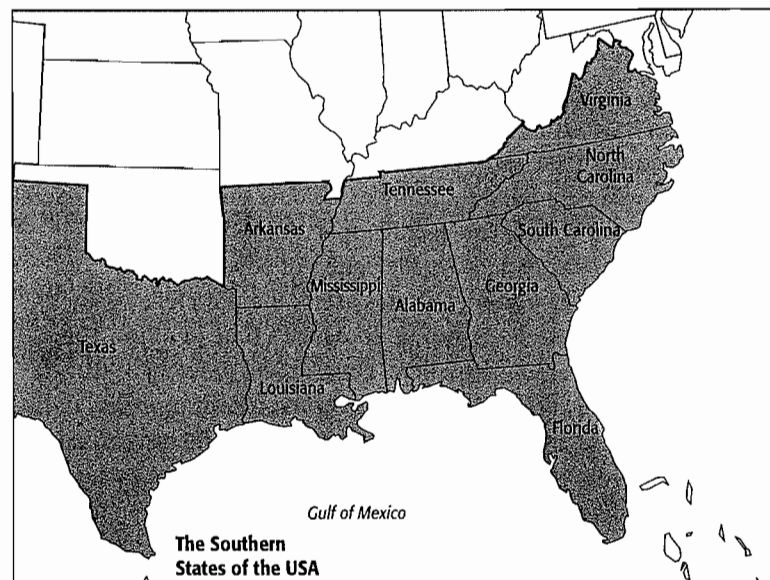 Virginia
North
Carolina
Tennessee
Arkansas
South Carolina
Mississippi
Georgia
Alabama
Texas
Louisiana
Florida
Gulf of Mexico
The Southern
States of the USA